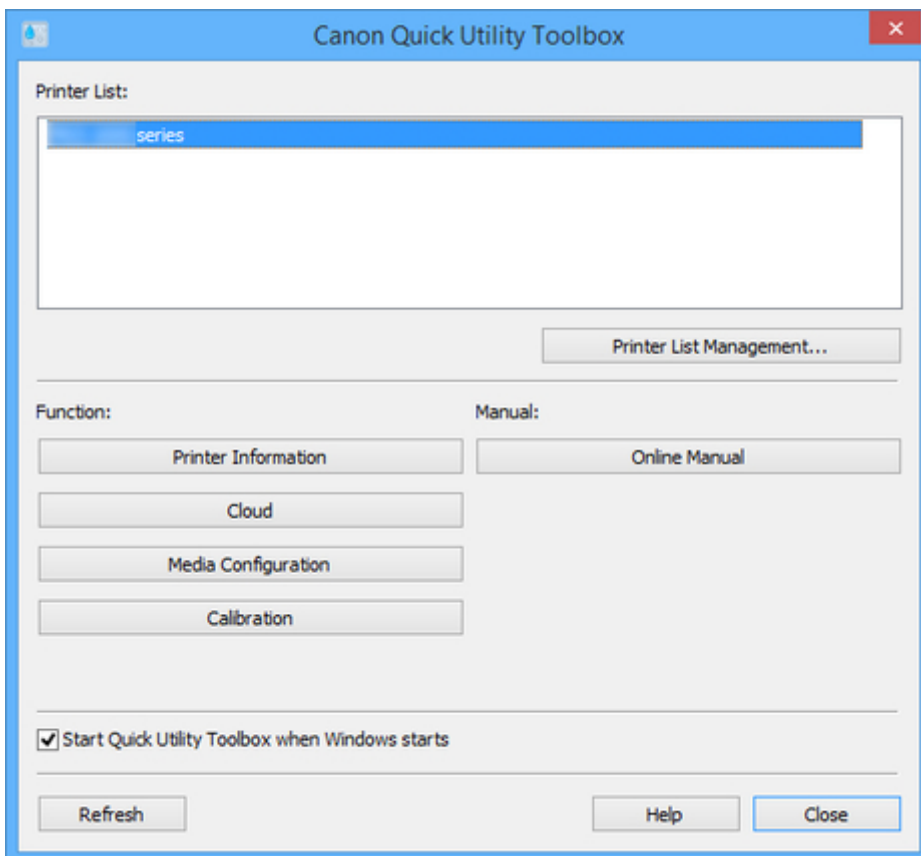 Canon Quick Utility Toolbox
Printer List:
series
Printer List Management...
Function:
Manual:
Printer Information
Online Manual
Cloud
Media Configuration
Calibration
Start Quick Utility Toolbox when Windows starts
Refresh
Help
Close